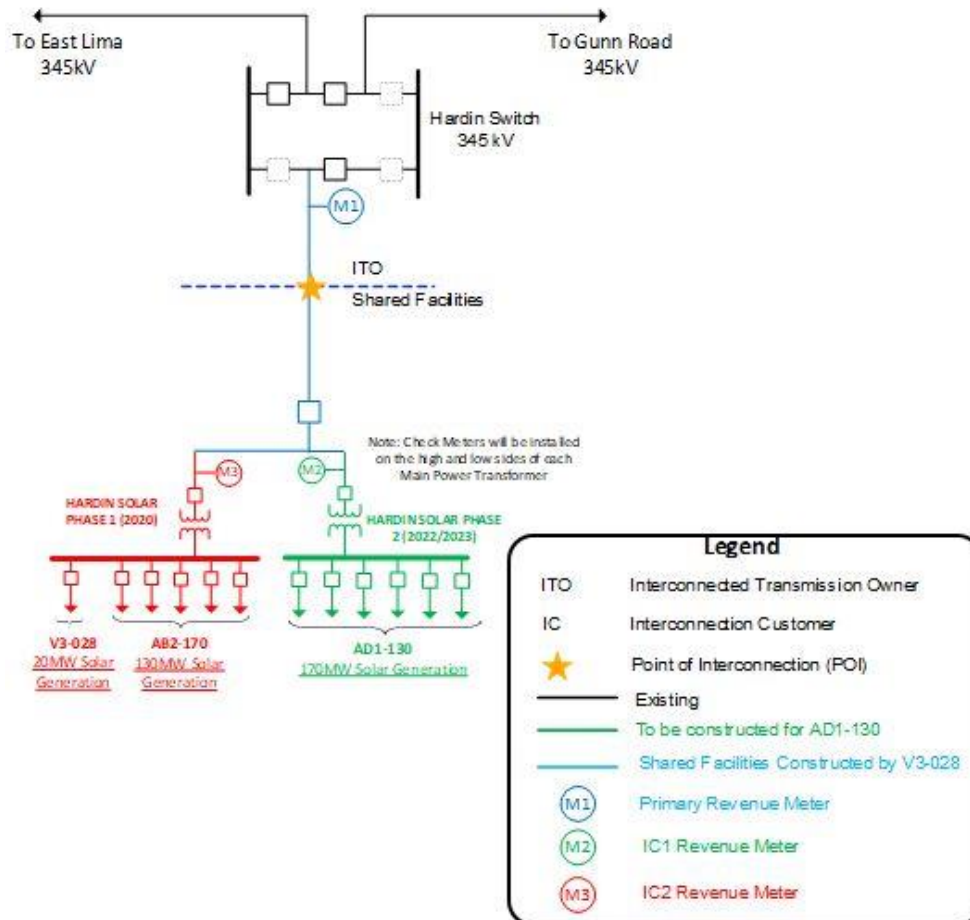 To East Lima
345kV
To Gunn Road
345kV
Hardin Switch
345 kV
M1
ITO
Shared Facilities
Note: Check Meters will be installed
on the high and low sides of each
Main Power Transformer
M3
M2
HARDIN SOLAR
PHASE 1 (2020)
HARDIN SOLAR PHASE
2 (2022/2023)
V3-028
20MW Solar
Generation
AB2-170
130MW Solar
Generation
AD1-130
170MW Solar Generation
Legend
ITO Interconnected Transmission Owner
IC Interconnection Customer
Point of Interconnection (POI)
Existing
To be constructed for AD1-130
Shared Facilities Constructed by V3-028
M1 Primary Revenue Meter
M2 IC1 Revenue Meter
M3 IC2 Revenue Meter